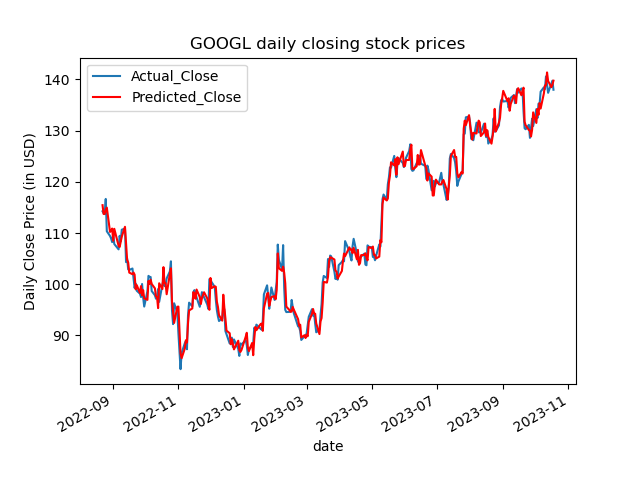 GOOGL daily closing stock prices
Actual_Close
Predicted_Close
Daily Close Price (in USD)
140
130
120
110
100
90
2022-09
2022-11
2023-01
2023-03
2023-05
2023-07
2023-09
2023-11
date